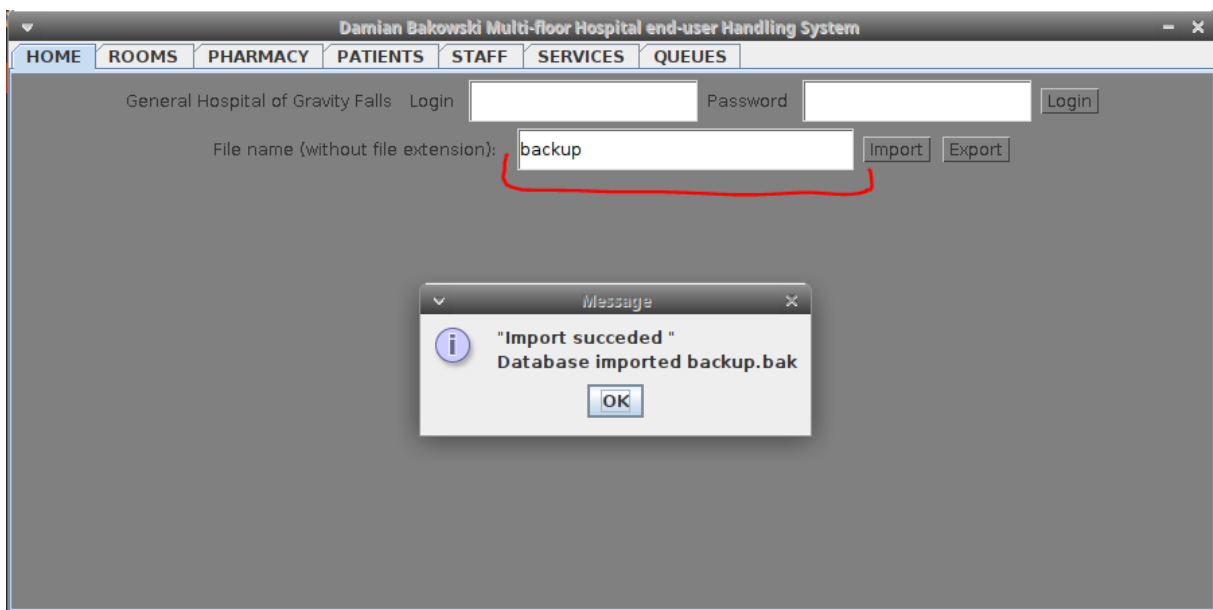 Damian Bakowski Multi-floor Hospital end-user Handling System
HOME ROOMS PHARMACY PATIENTS STAFF SERVICES QUEUES
General Hospital of Gravity Falls Login Password Login
File name (without file extension): backup Import Export
Message
"Import succeded "
Database imported backup.bak
OK